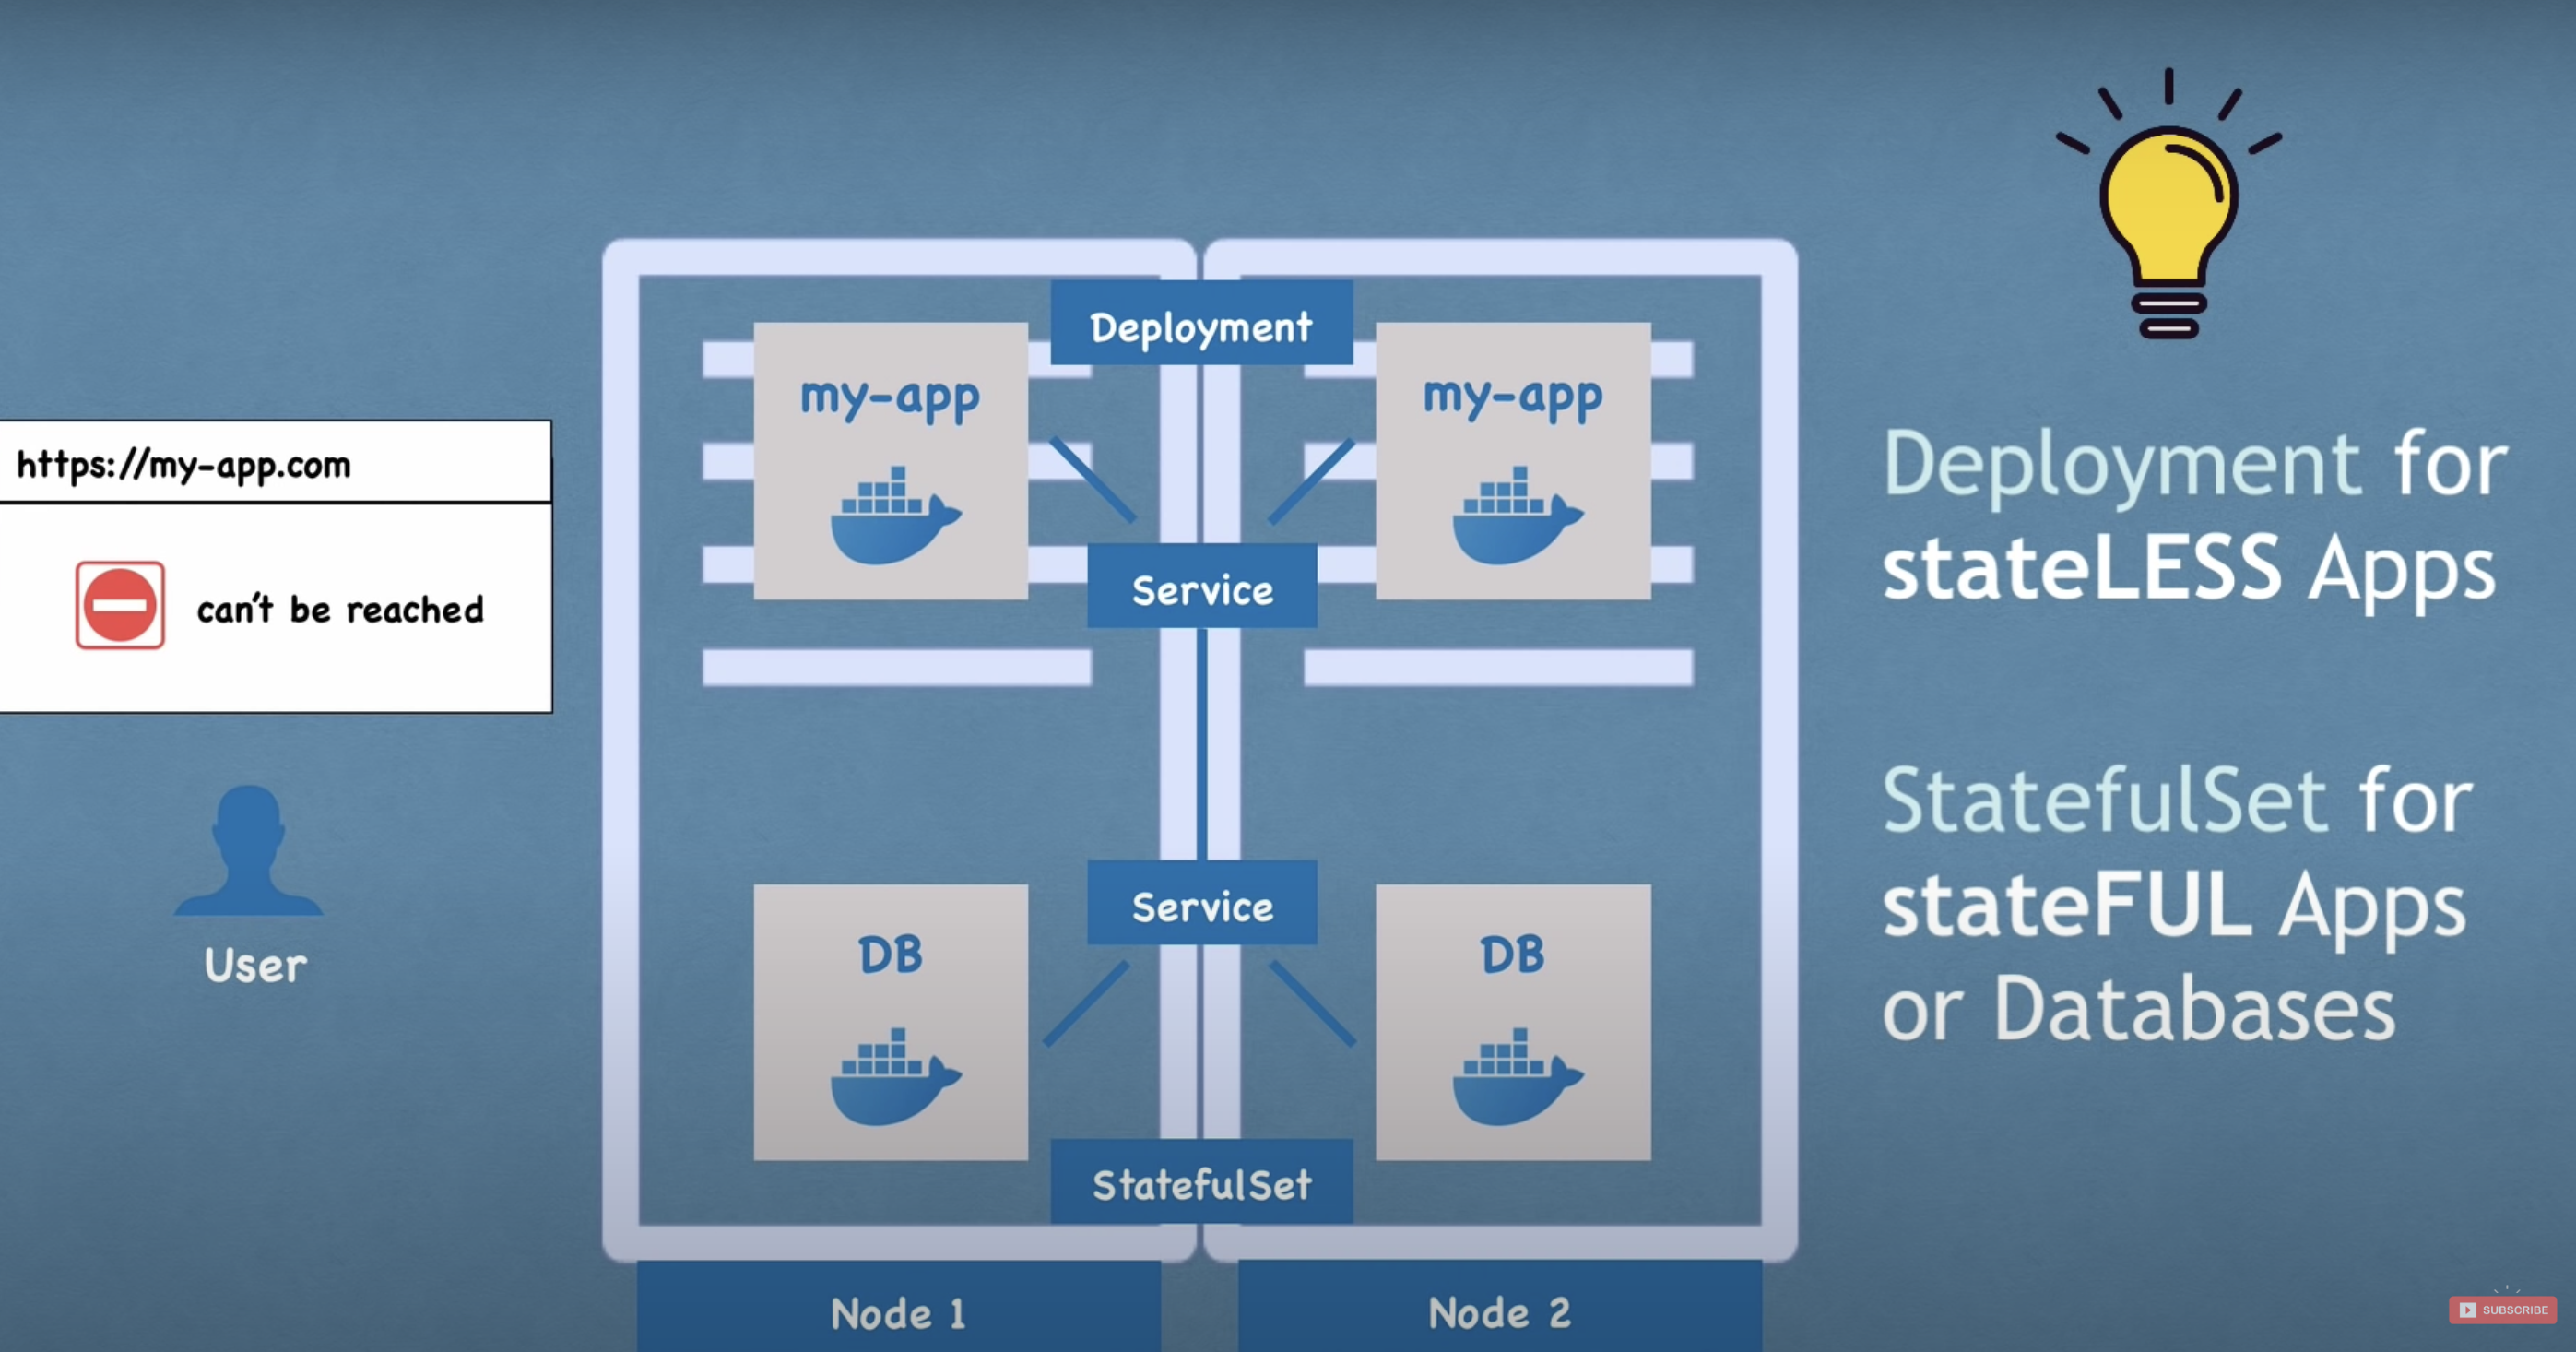 https://my-app.com
can't be reached
User
Deployment
my-app
my-app
Service
Service
DB
DB
StatefulSet
Node 1
Node 2
Deployment for
stateLESS Apps
StatefulSet for
stateFUL Apps
or Databases
SUBSCRIBE